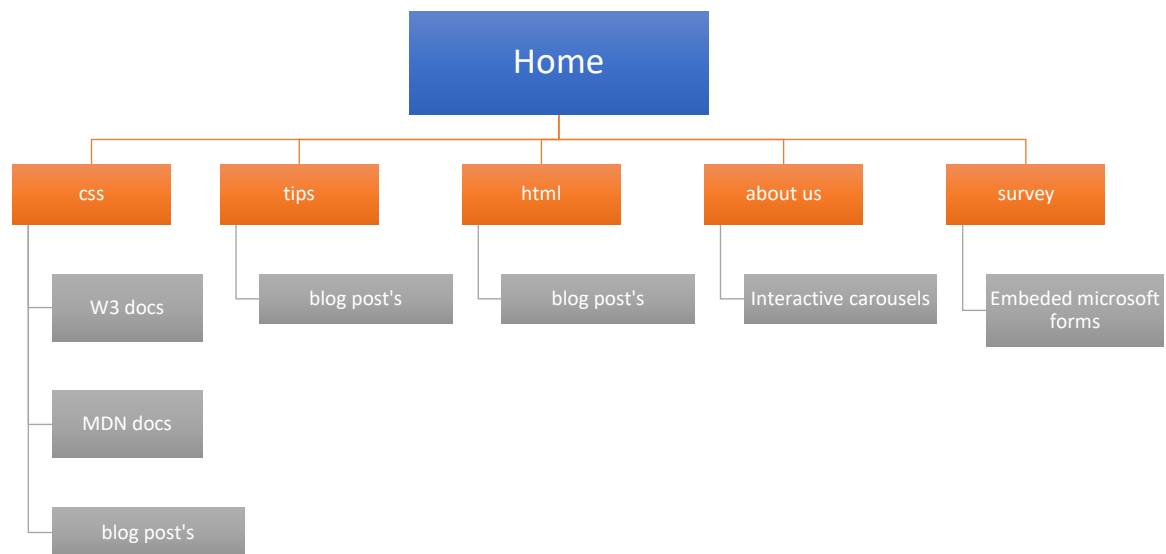 Home
css
tips
html
about us
survey
W3 docs
blog post's
blog post's
Interactive carousels
Embeded microsoft
forms
MDN docs
blog post's